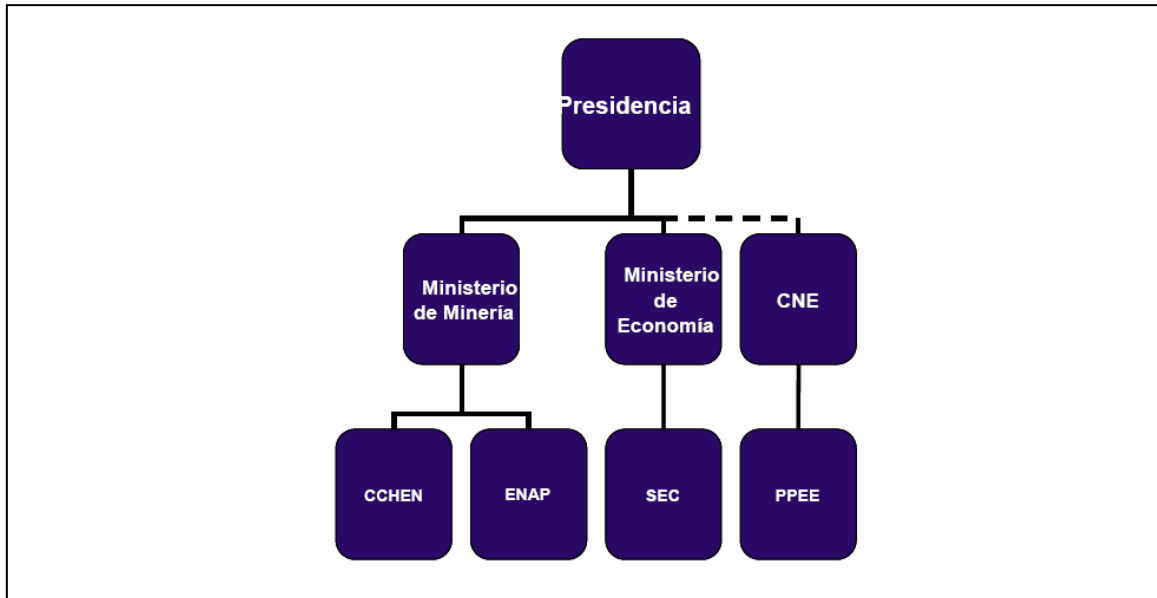 Presidencia
Ministerio
de Minería
Ministerio
de
Economía
CNE
CCHEN
ENAP
SEC
PPEE